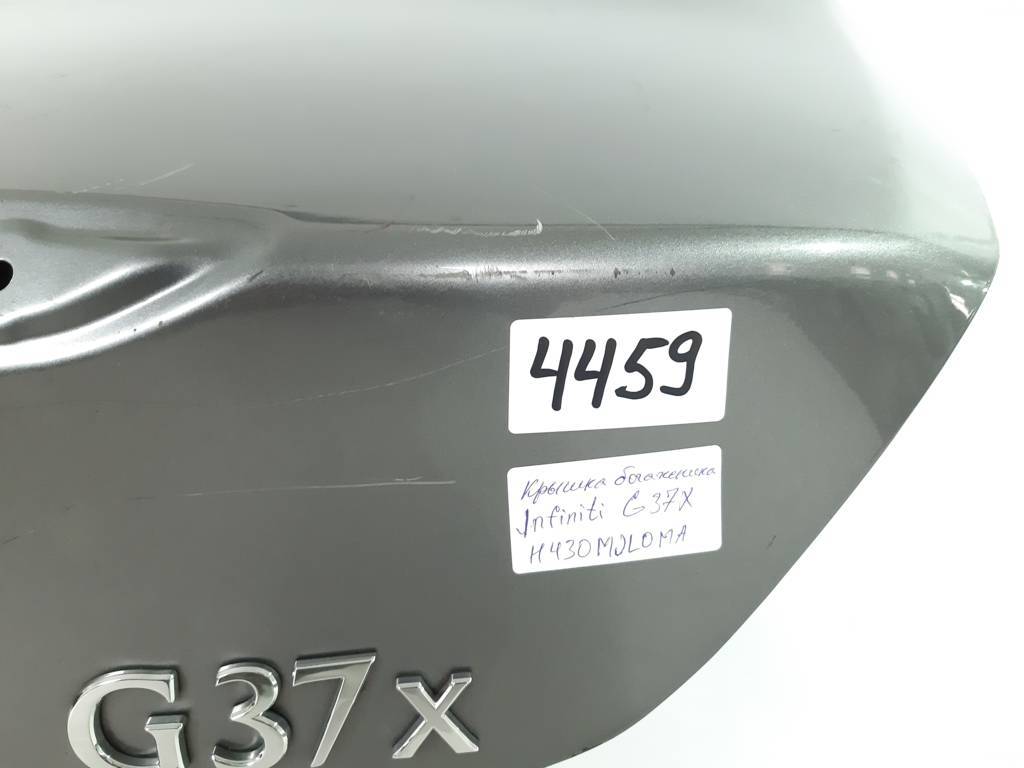 4459
Крышка багажника
Infiniti G37X
H430MJL0MA
G37x